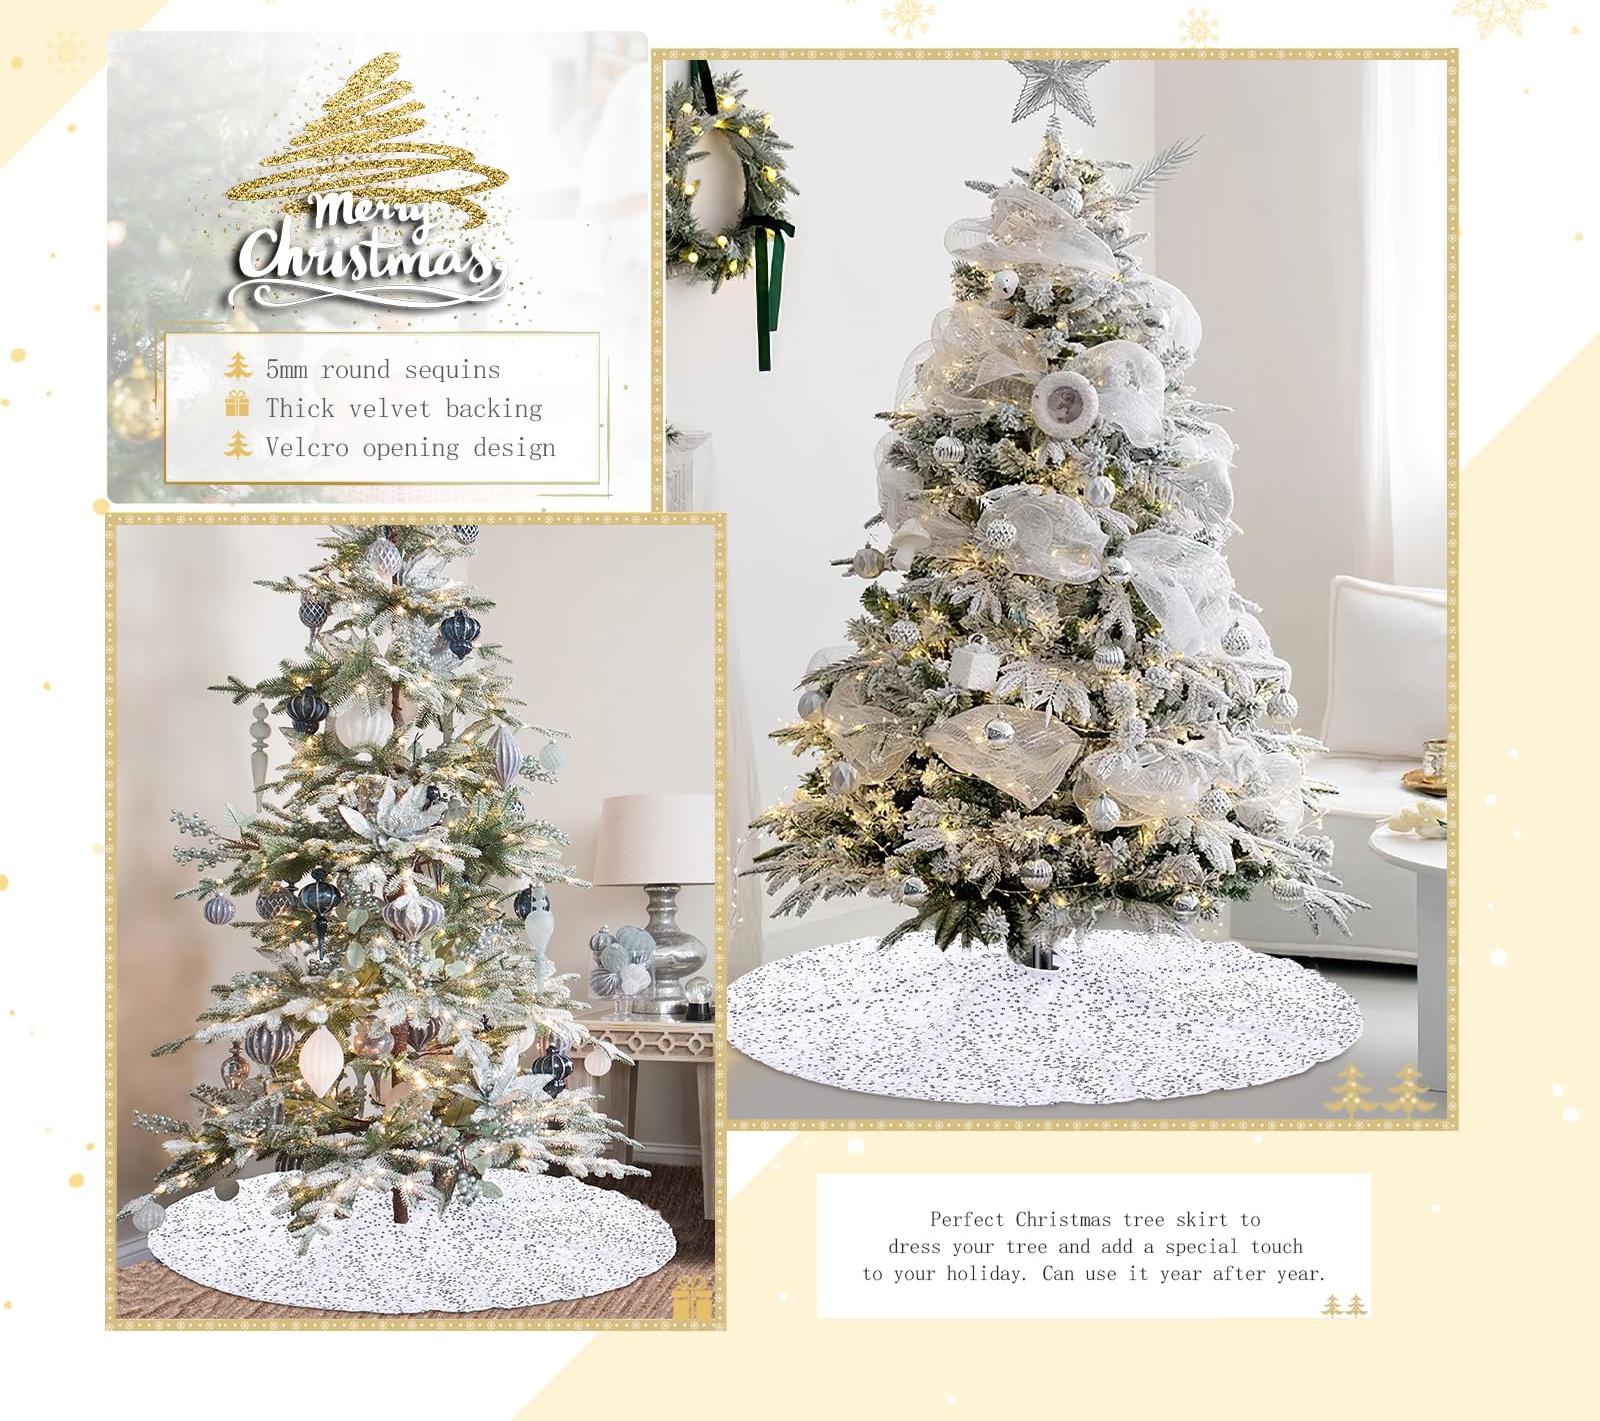 Merry
Christmas
5mm round sequins
Thick velvet backing
Velcro opening design
Perfect Christmas tree skirt to
dress your tree and add a special touch
to your holiday. Can use it year after year.